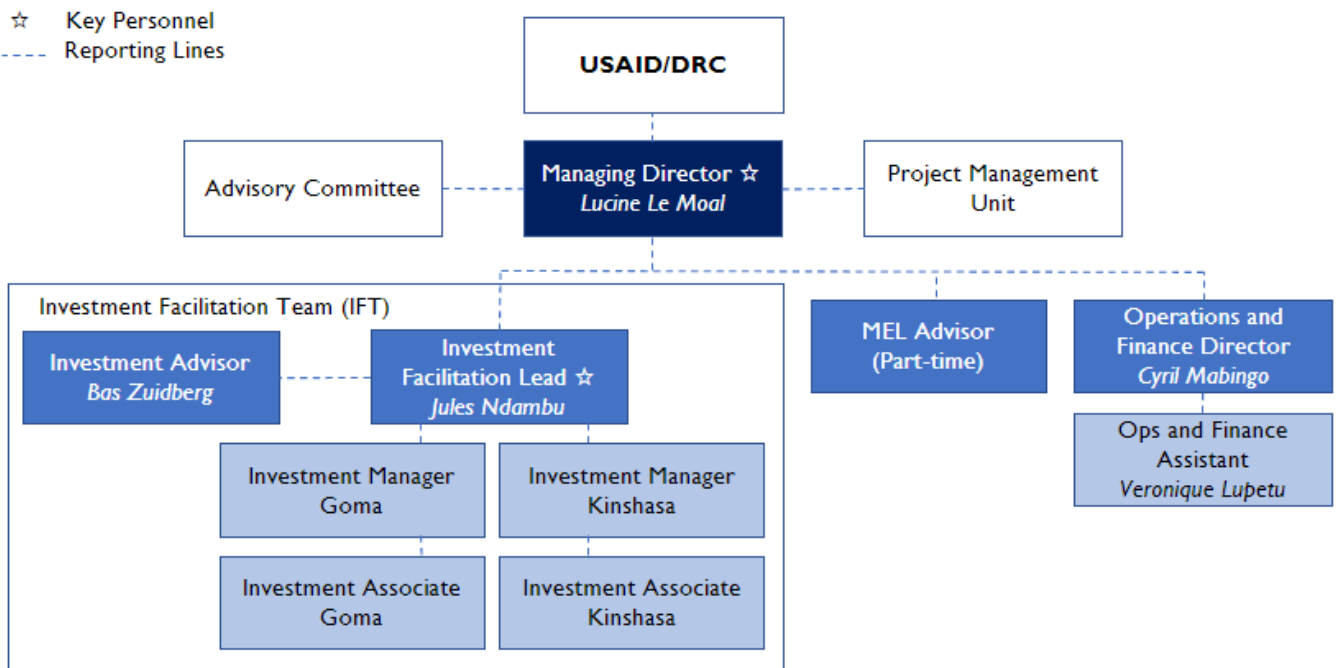 ☆ Key Personnel
Reporting Lines
USAID/DRC
Advisory Committee
Managing Director ☆
Lucine Le Moal
Project Management
Unit
Investment Facilitation Team (IFT)
Investment Advisor
Bas Zuidberg
Investment
Facilitation Lead ☆
Jules Ndambu
MEL Advisor
(Part-time)
Operations and
Finance Director
Cyril Mabingo
Investment Manager
Goma
Investment Manager
Kinshasa
Ops and Finance
Assistant
Veronique Lupetu
Investment Associate
Goma
Investment Associate
Kinshasa